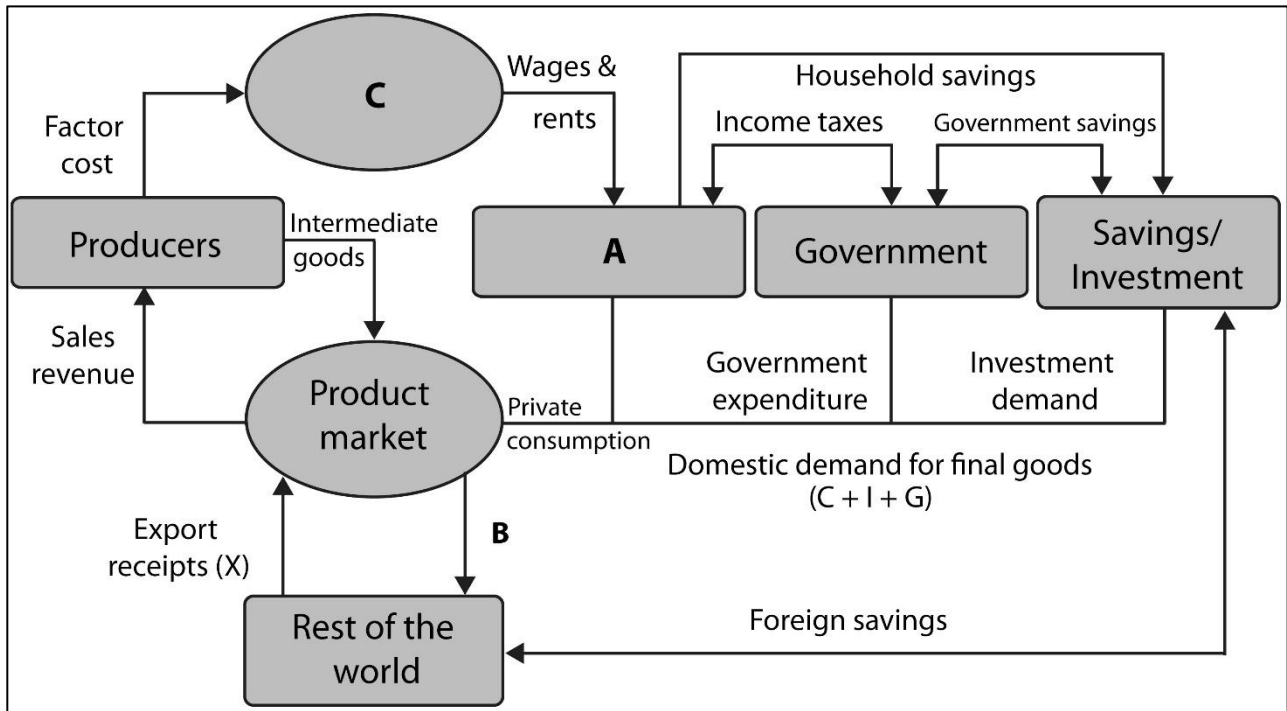 C
Wages &
rents
Household savings
Income taxes
Government savings
Factor
cost
Producers
Intermediate
goods
A
Government
Savings/
Investment
Sales
revenue
Product
market
Private
consumption
Government
expenditure
Investment
demand
Domestic demand for final goods
(C + I + G)
Export
receipts (X)
B
Rest of the
world
Foreign savings